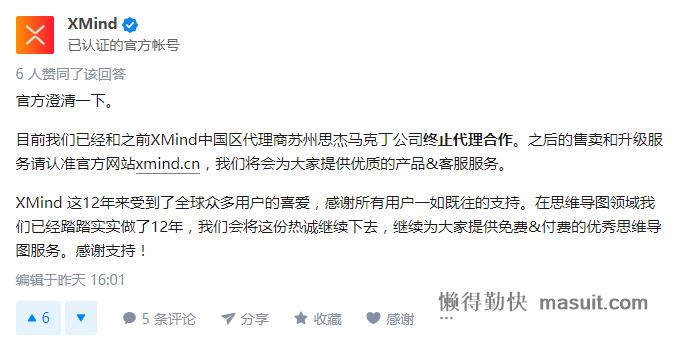 XMind
已认证的官方帐号
6 人赞同了该回答
官方澄清一下。
目前我们已经和之前XMind中国区代理商苏州思杰马克丁公司终止代理合作。之后的售卖和升级服
务请认准官方网站xmind.cn，我们将会为大家提供优质的产品&客服服务。
XMind 这12年来受到了全球众多用户的喜爱，感谢所有用户一如既往的支持。在思维导图领域我
们已经踏踏实实做了12年，我们会将这份热诚继续下去，继续为大家提供免费&付费的优秀思维导
图服务。感谢支持！
编辑于昨天 16:01
6 5 条评论 分享 收藏 感谢 ...
懒得勤快 masuit.com